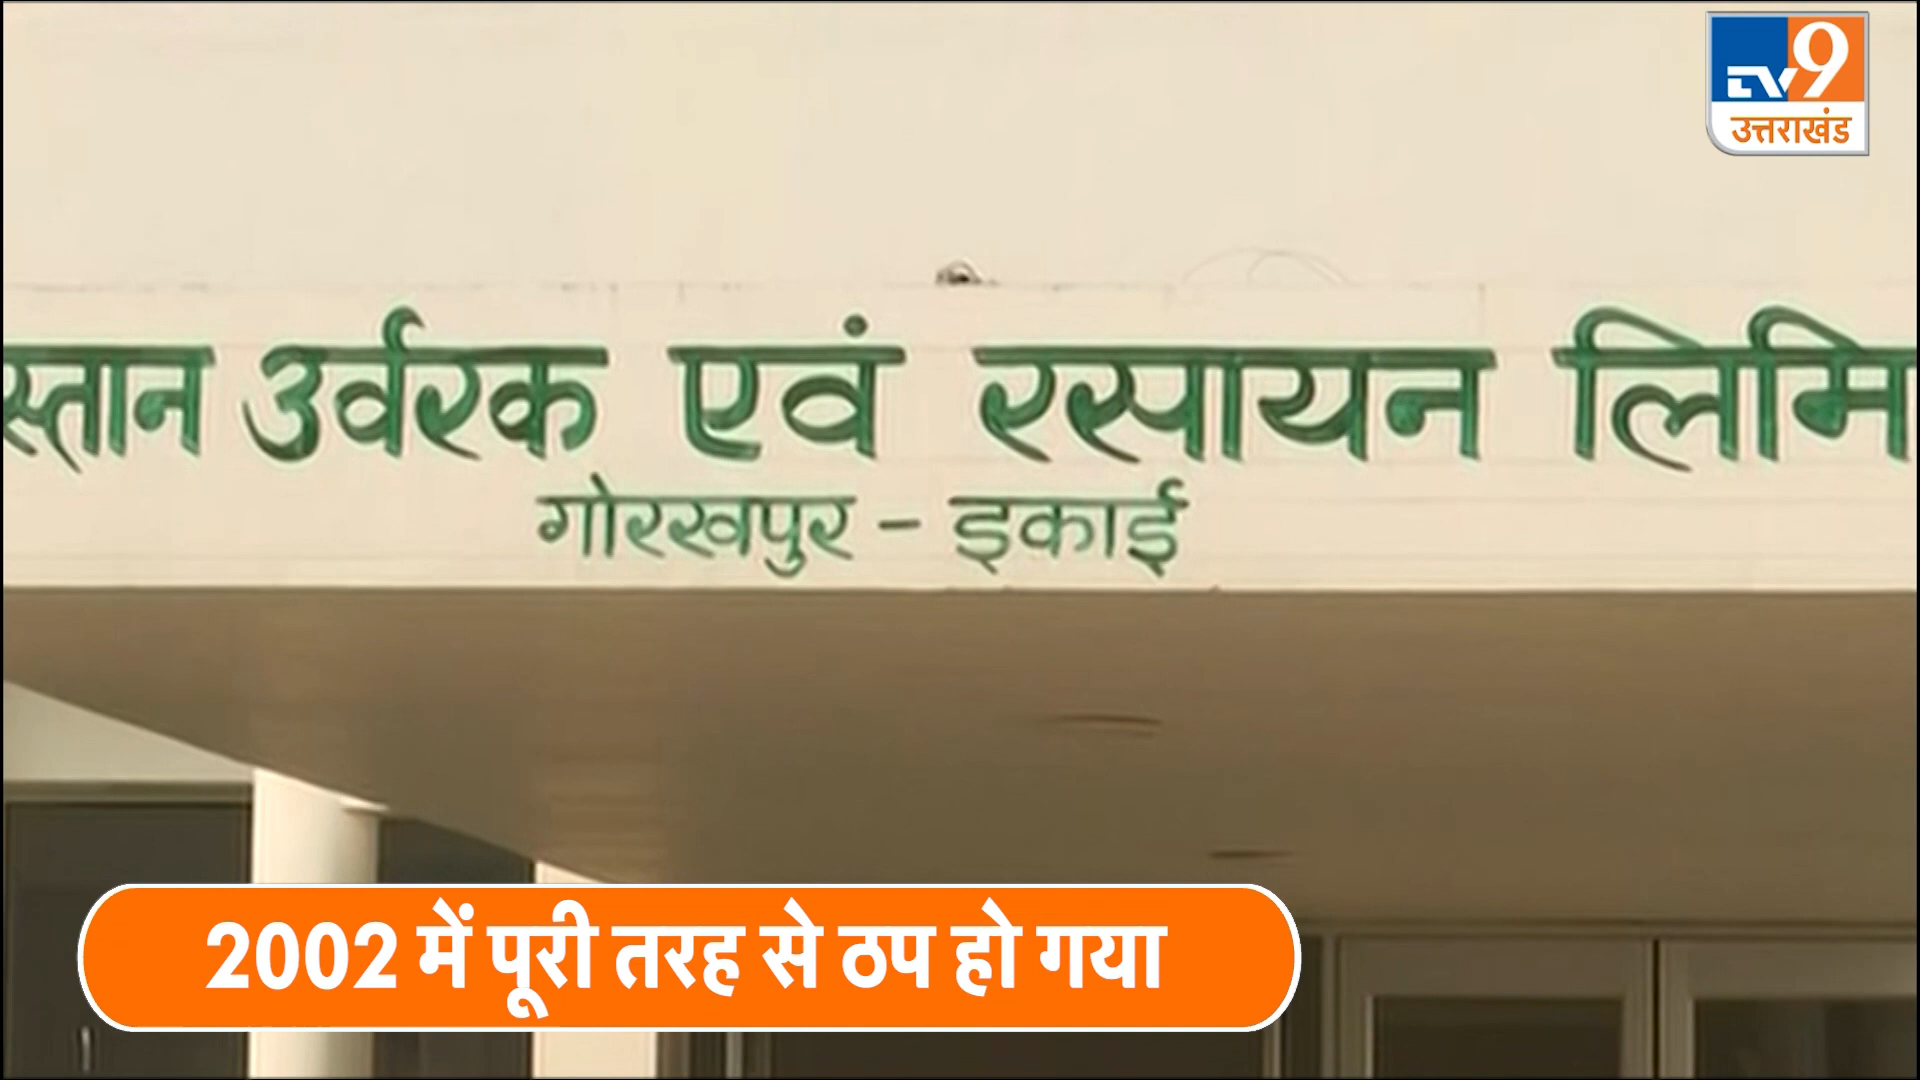 TV9
उत्तराखंड
स्तान उर्वरक एवं रसायन लिमि
गोरखपुर - इकाई
2002 में पूरी तरह से ठप हो गया